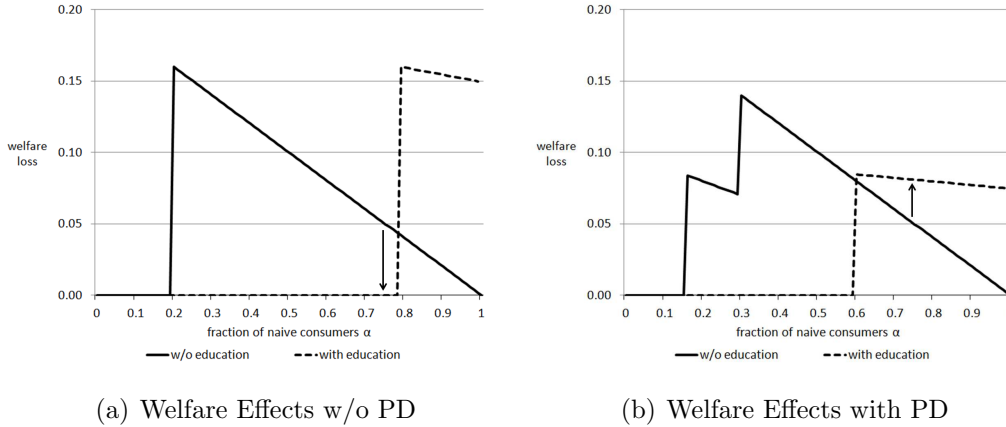 0.20
0.15
welfare
loss
0.10
0.05
0.00
0 0.1 0.2 0.3 0.4 0.5 0.6 0.7 0.8 0.9 1
fraction of naive consumers α
w/o education with education
(a) Welfare Effects w/o PD
0.20
0.15
welfare
loss
0.10
0.05
0.00
0 0.1 0.2 0.3 0.4 0.5 0.6 0.7 0.8 0.9
fraction of naive consumers α
w/o education with education
(b) Welfare Effects with PD